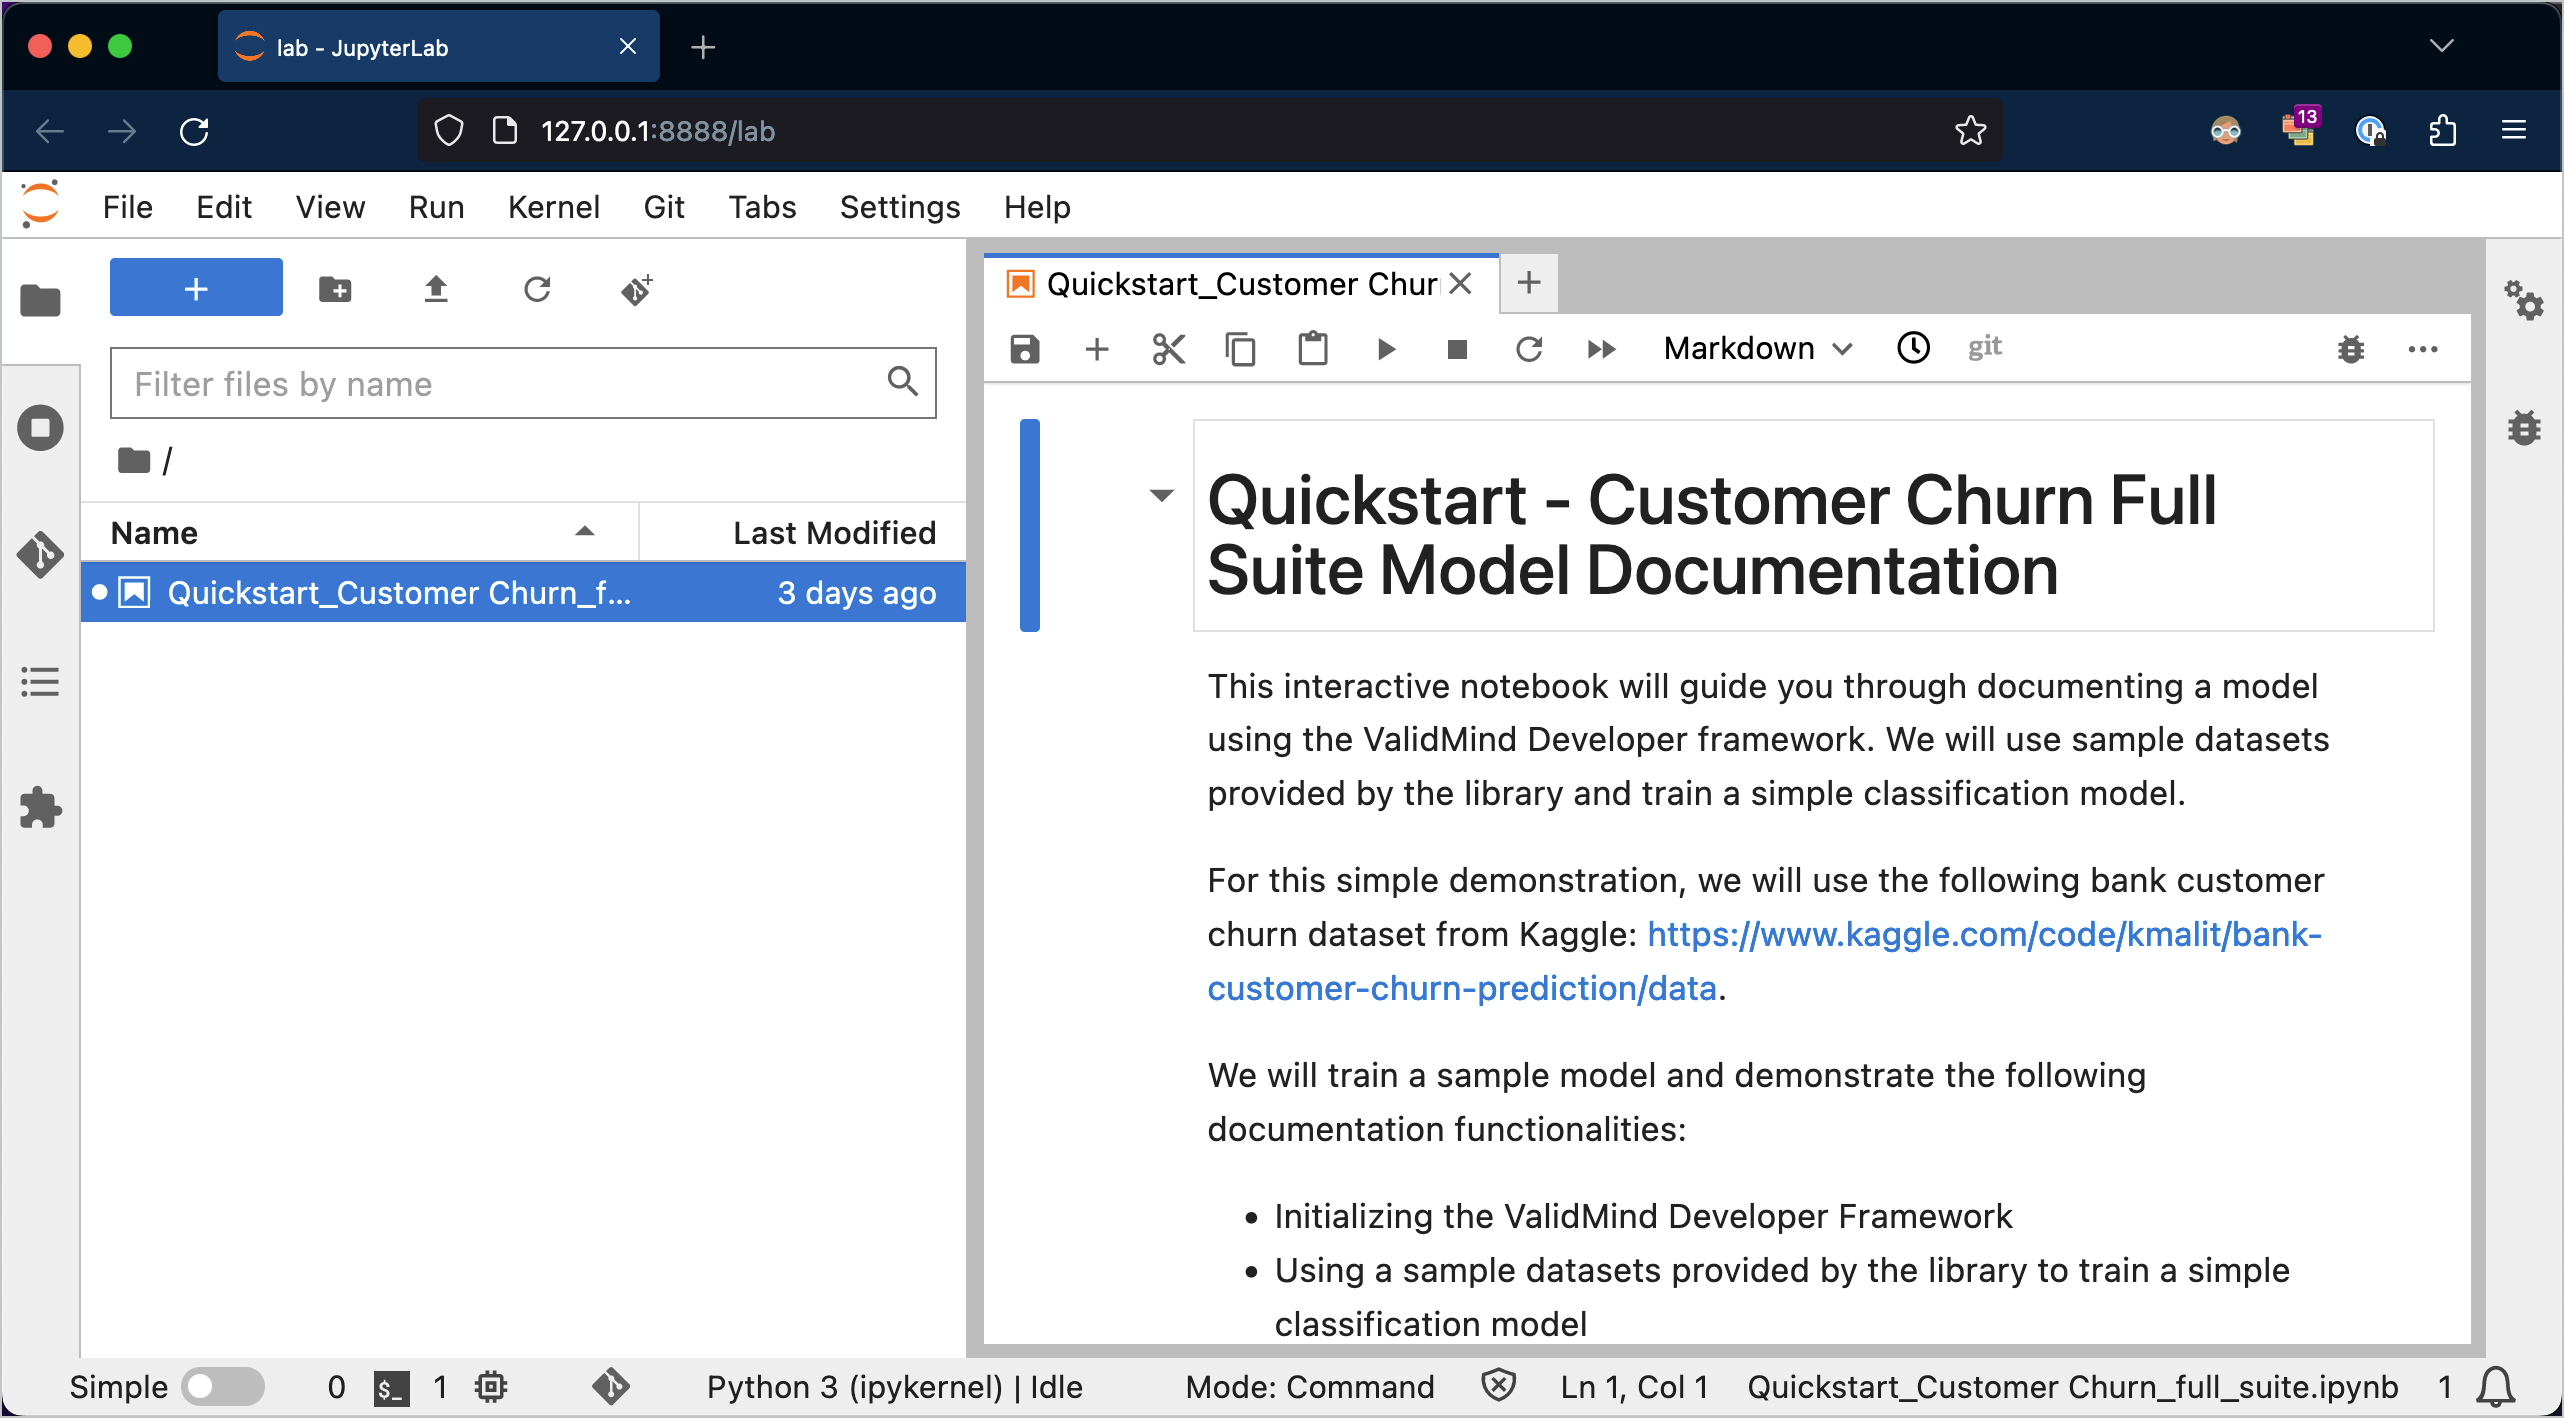 lab - JupyterLab
127.0.0.1:8888/lab
13
File Edit View Run Kernel Git Tabs Settings Help
Quickstart_Customer Chur
Markdown
git
Filter files by name
/
Name Last Modified
Quickstart_Customer Churn_f... 3 days ago
Quickstart - Customer Churn Full
Suite Model Documentation
This interactive notebook will guide you through documenting a model
using the ValidMind Developer framework. We will use sample datasets
provided by the library and train a simple classification model.
For this simple demonstration, we will use the following bank customer
churn dataset from Kaggle: https://www.kaggle.com/code/kmalit/bank-
customer-churn-prediction/data.
We will train a sample model and demonstrate the following
documentation functionalities:
• Initializing the ValidMind Developer Framework
• Using a sample datasets provided by the library to train a simple
classification model
Simple 0 $_ 1 Python 3 (ipykernel) | Idle Mode: Command Ln 1, Col 1 Quickstart_Customer Churn_full_suite.ipynb 1